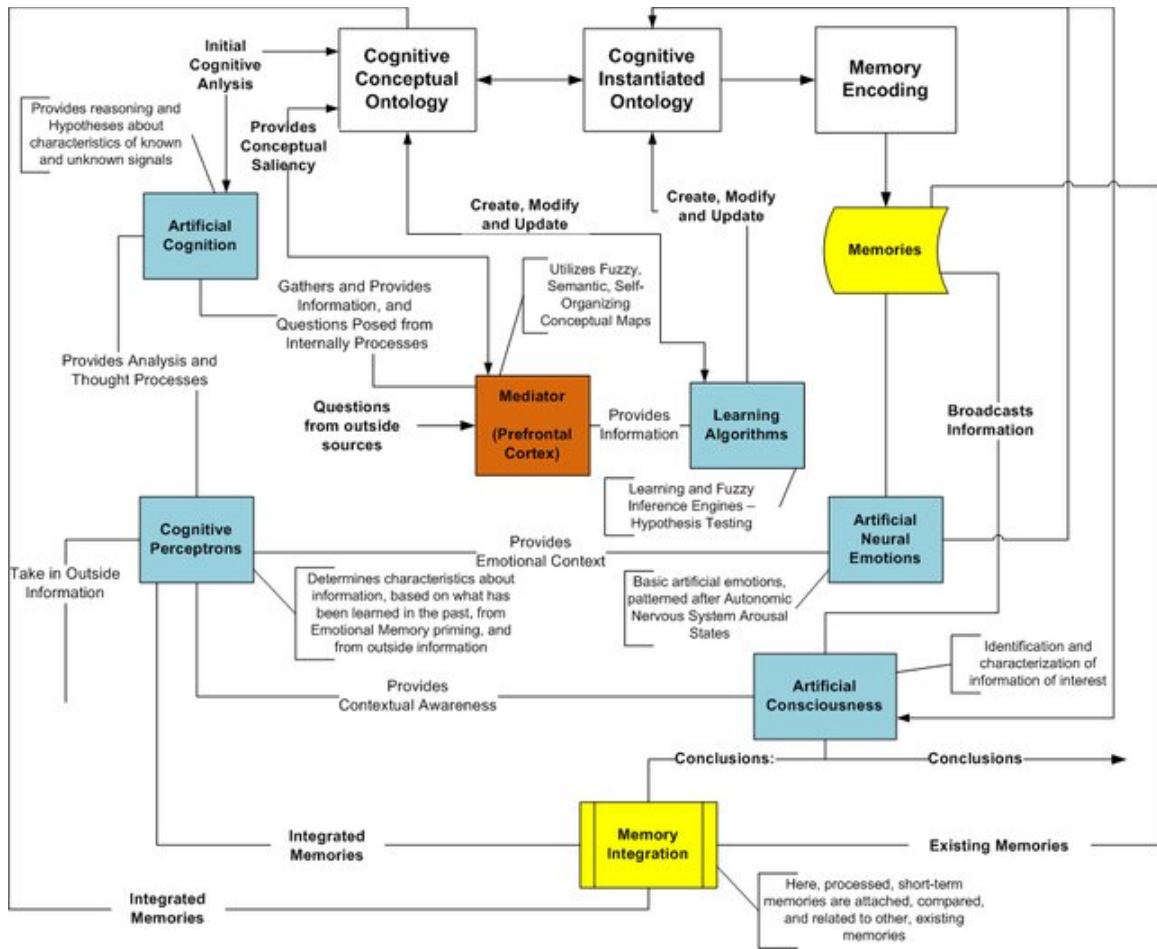 Initial
Cognitive
Anlysis
Cognitive
Conceptual
Ontology
Cognitive
Instantiated
Ontology
Memory
Encoding
Provides reasoning and
Hypotheses about
characteristics of known
and unknown signals
Provides
Conceptual
Saliency
Create, Modify
and Update
Create, Modify
and Update
Artificial
Cognition
Memories
Gathers and Provides
Information, and
Questions Posed from
Internally Processes
Utilizes Fuzzy,
Semantic, Self-
Organizing
Conceptual Maps
Provides Analysis and
Thought Processes
Questions
from outside
sources
Mediator
(Prefrontal
Cortex)
Provides
Information
Learning
Algorithms
Broadcasts
Information
Learning and Fuzzy
Inference Engines –
Hypothesis Testing
Cognitive
Perceptrons
Provides
Emotional Context
Artificial
Neural
Emotions
Take in Outside
Information
Determines characteristics about
information, based on what has
been learned in the past, from
Emotional Memory priming, and
from outside information
Basic artificial emotions,
patterned after Autonomic
Nervous System Arousal
States
Provides
Contextual Awareness
Artificial
Consciousness
Identification and
characterization of
information of interest
Conclusions:
Conclusions
Integrated
Memories
Memory
Integration
Existing Memories
Integrated
Memories
Here, processed, short-term
memories are attached, compared,
and related to other, existing
memories